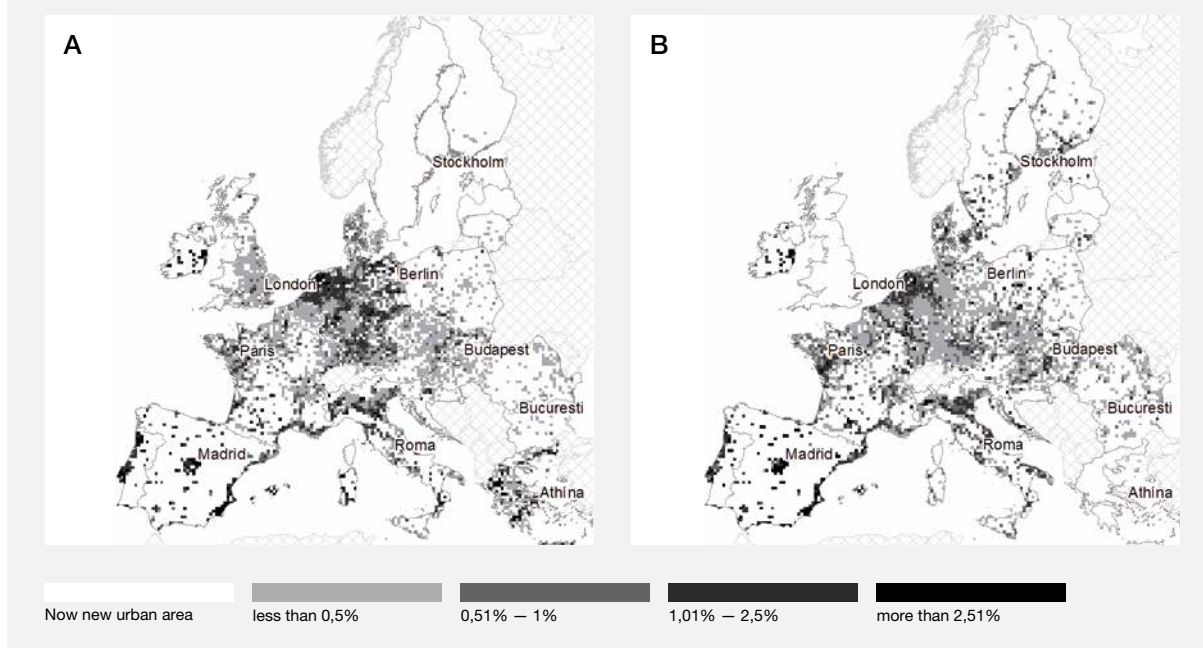 A
Stockholm
London
Berlin
Paris
Budapest
Bucuresti
Madrid
Roma
Athina
B
Stockholm
London
Berlin
Paris
Budapest
Bucuresti
Madrid
Roma
Athina
Now new urban area
less than 0,5%
0,51% — 1%
1,01% — 2,5%
more than 2,51%